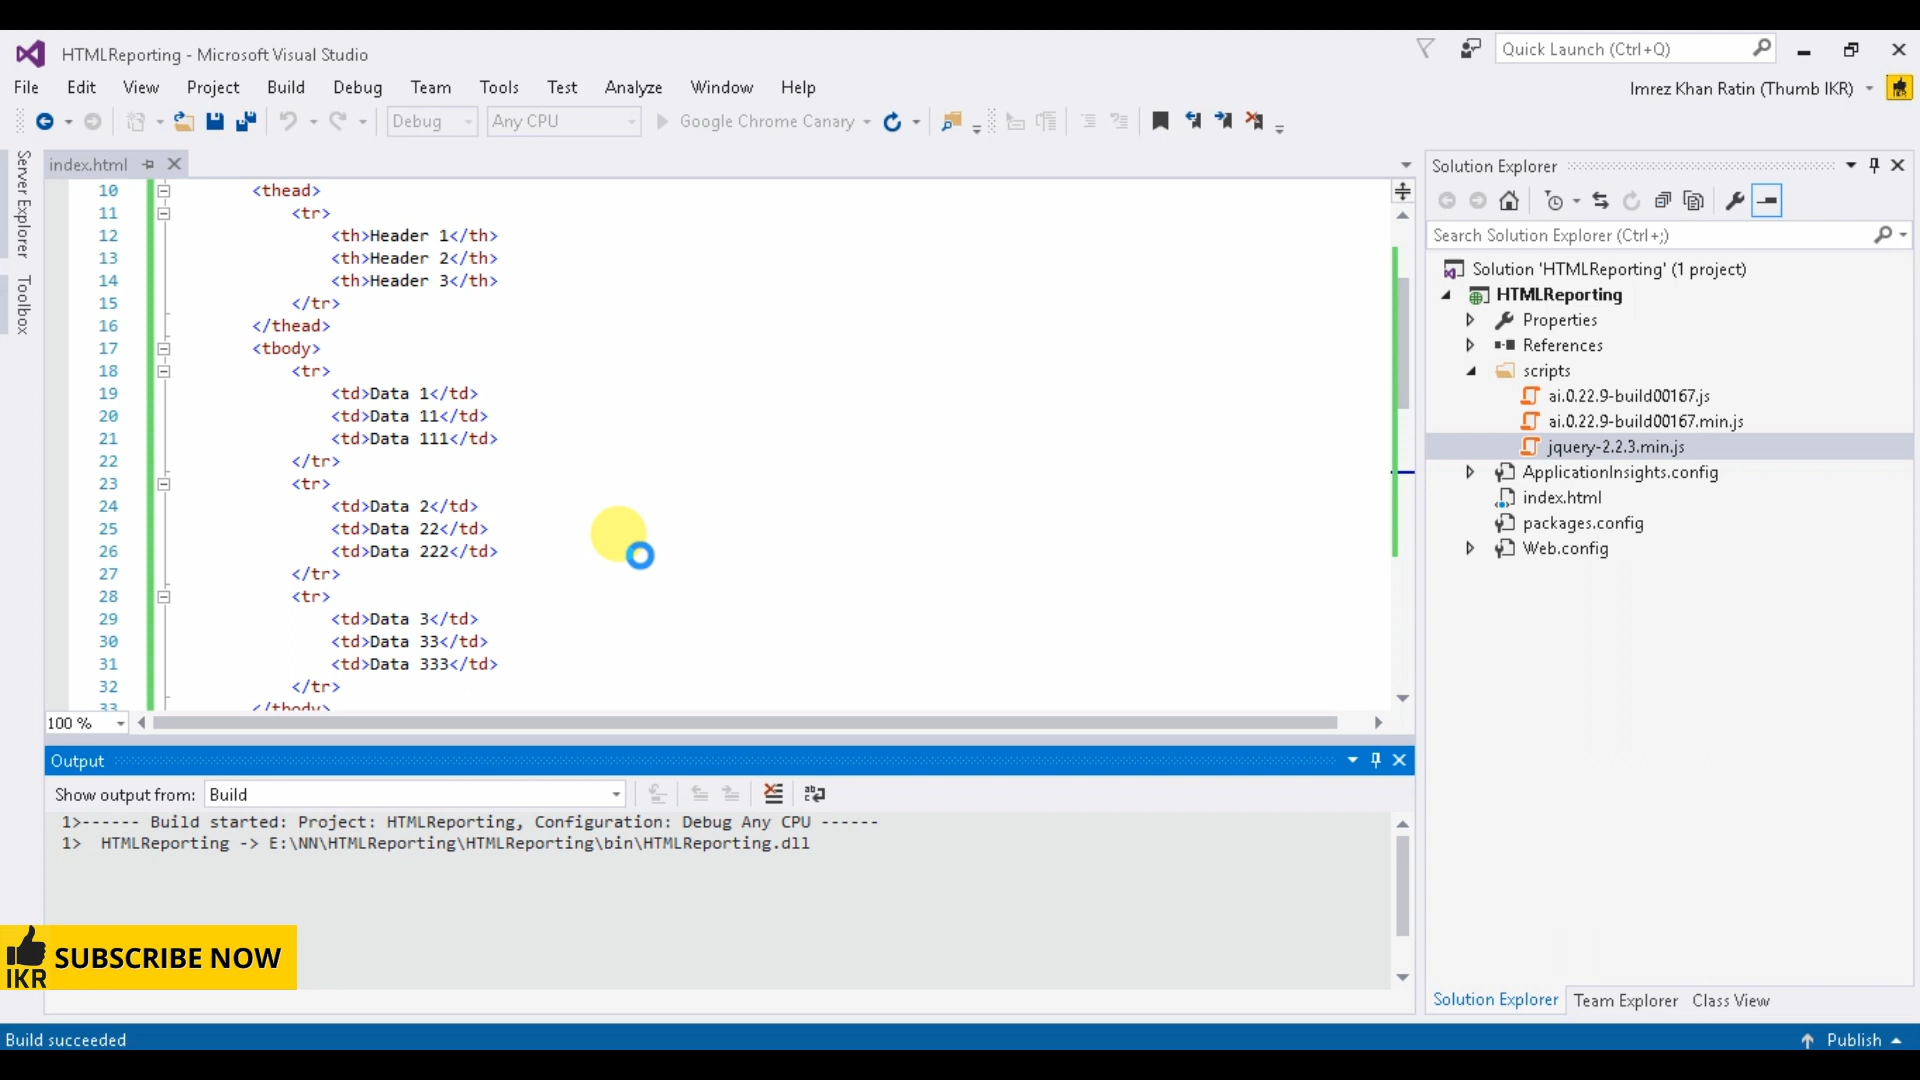 HTMLReporting - Microsoft Visual Studio
Quick Launch (Ctrl+Q)
File Edit View Project Build Debug Team Tools Test Analyze Window Help
Imrez Khan Ratin (Thumb IKR)
Debug Any CPU Google Chrome Canary
Server Explorer
Toolbox
index.html
10 <thead>
11 <tr>
12 <th>Header 1</th>
13 <th>Header 2</th>
14 <th>Header 3</th>
15 </tr>
16 </thead>
17 <tbody>
18 <tr>
19 <td>Data 1</td>
20 <td>Data 11</td>
21 <td>Data 111</td>
22 </tr>
23 <tr>
24 <td>Data 2</td>
25 <td>Data 22</td>
26 <td>Data 222</td>
27 </tr>
28 <tr>
29 <td>Data 3</td>
30 <td>Data 33</td>
31 <td>Data 333</td>
32 </tr>
33 </tbody>
100 %
Output
Show output from: Build
1>------ Build started: Project: HTMLReporting, Configuration: Debug Any CPU ------
1> HTMLReporting -> E:\NN\HTMLReporting\HTMLReporting\bin\HTMLReporting.dll
IKR SUBSCRIBE NOW
Build succeeded
Solution Explorer
Search Solution Explorer (Ctrl+;)
Solution 'HTMLReporting' (1 project)
HTMLReporting
Properties
References
scripts
ai.0.22.9-build00167.js
ai.0.22.9-build00167.min.js
jquery-2.2.3.min.js
ApplicationInsights.config
index.html
packages.config
Web.config
Solution Explorer Team Explorer Class View
Publish